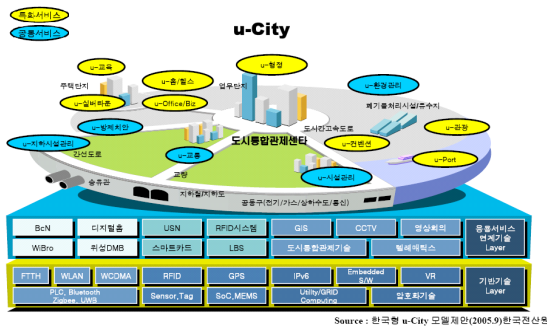 특화서비스
공통서비스
u-City
u-교육
주택단지
u-홈/헬스
업무단지
u-행정
u-환경관리
u-실버타운
u-Office/Biz
폐기물처리시설/유수지
u-방범치안
u-관광
u-지하시설관리
간선도로
도시통합관제센타
도시간고속도로
u-컨벤션
u-교통
u-Port
교량
송유관
지하철/지하도
u-시설관리
공동구(전기/가스/상하수도/통신)
BcN 디지털홈 USN RFID시스템 GIS CCTV 영상회의
WiBro 위성DMB 스마트카드 LBS 도시통합관제기술 텔레매틱스
응용서비스
연계기술
Layer
FTTH WLAN WCDMA RFID GPS IPv6 Embedded S/W VR
PLC, Bluetooth
Zigbee, UWB
Sensor,Tag SoC,MEMS
Utility/GRID
Computing
암호화기술
기반기술
Layer
Source : 한국형 u-City 모델제안(2005.9)한국전산원